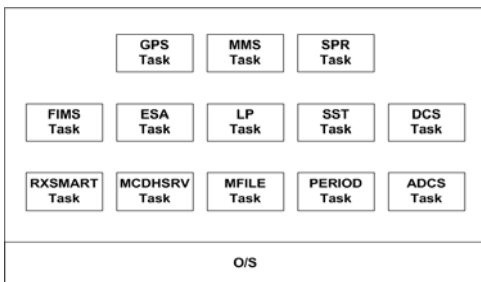 GPS Task
MMS Task
SPR Task
FIMS Task
ESA Task
LP Task
SST Task
DCS Task
RXSMART Task
MCDHSRV Task
MFILE Task
PERIOD Task
ADCS Task
O/S